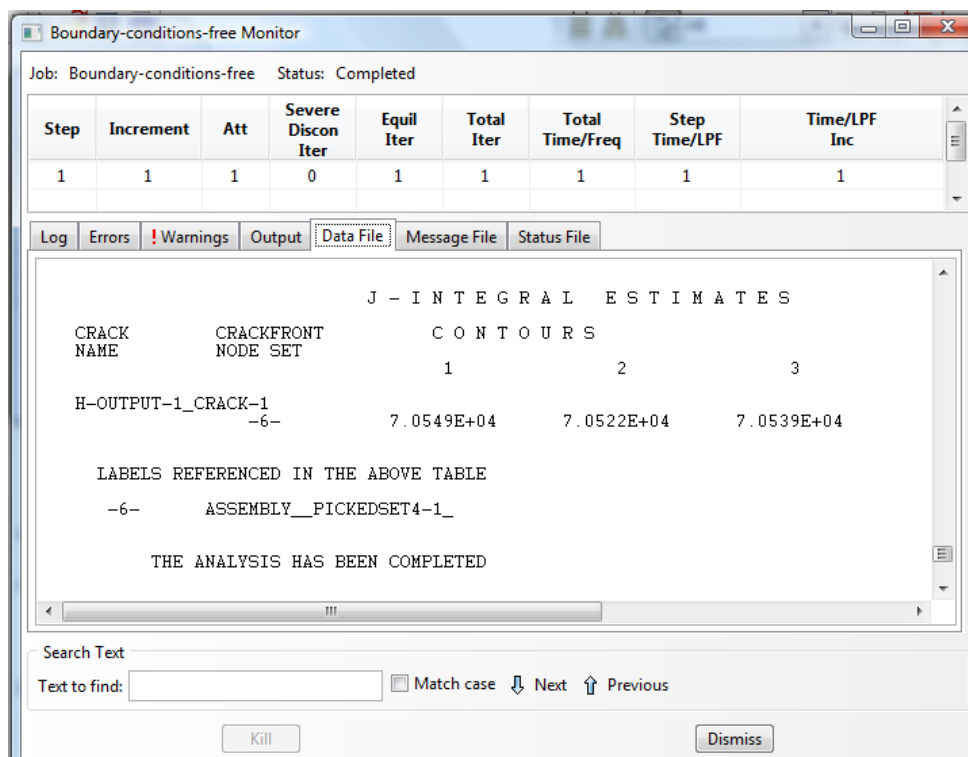 Boundary-conditions-free Monitor
Job: Boundary-conditions-free Status: Completed
Step Increment Att Severe Discon Iter Equil Iter Total Iter Total Time/Freq Step Time/LPF Time/LPF Inc
1 1 1 0 1 1 1 1 1
Log Errors ! Warnings Output Data File Message File Status File
J - I N T E G R A L E S T I M A T E S
CRACK CRACKFRONT C O N T O U R S
NAME NODE SET
1 2 3
H-OUTPUT-1_CRACK-1
-6- 7.0549E+04 7.0522E+04 7.0539E+04
LABELS REFERENCED IN THE ABOVE TABLE
-6- ASSEMBLY__PICKEDSET4-1_
THE ANALYSIS HAS BEEN COMPLETED
Search Text
Text to find: Match case Next Previous
Kill Dismiss